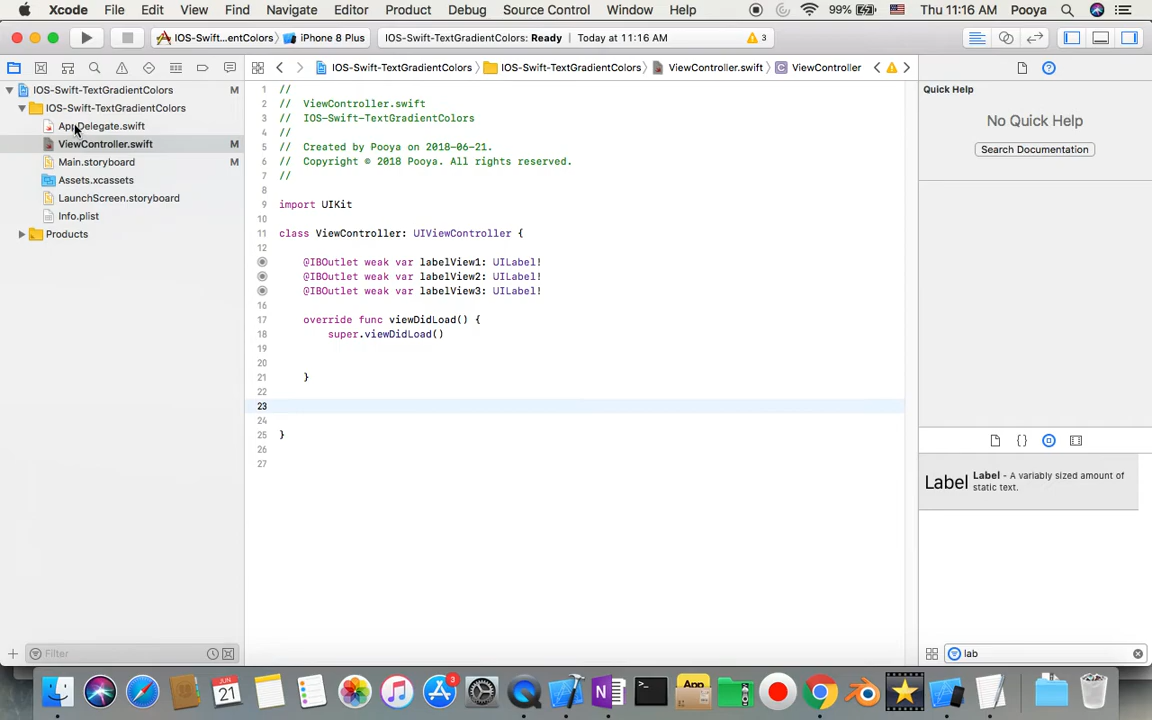 Xcode File Edit View Find Navigate Editor Product Debug Source Control Window Help 99% Thu 11:16 AM Pooya
IOS-Swift...entColors iPhone 8 Plus IOS-Swift-TextGradientColors: Ready Today at 11:16 AM 3
IOS-Swift-TextGradientColors IOS-Swift-TextGradientColors ViewController.swift C ViewController
IOS-Swift-TextGradientColors M
IOS-Swift-TextGradientColors
AppDelegate.swift
ViewController.swift M
Main.storyboard M
Assets.xcassets
LaunchScreen.storyboard
Info.plist
Products
Filter
1 //
2 // ViewController.swift
3 // IOS-Swift-TextGradientColors
4 //
5 // Created by Pooya on 2018-06-21.
6 // Copyright © 2018 Pooya. All rights reserved.
7 //
8
9 import UIKit
10
11 class ViewController: UIViewController {
12
@IBOutlet weak var labelView1: UILabel!
@IBOutlet weak var labelView2: UILabel!
@IBOutlet weak var labelView3: UILabel!
16
17 override func viewDidLoad() {
18 super.viewDidLoad()
19
20
21 }
22
23
24
25 }
26
27
Quick Help
No Quick Help
Search Documentation
{ }
Label Label - A variably sized amount of
static text.
lab
JUN
21
3
App